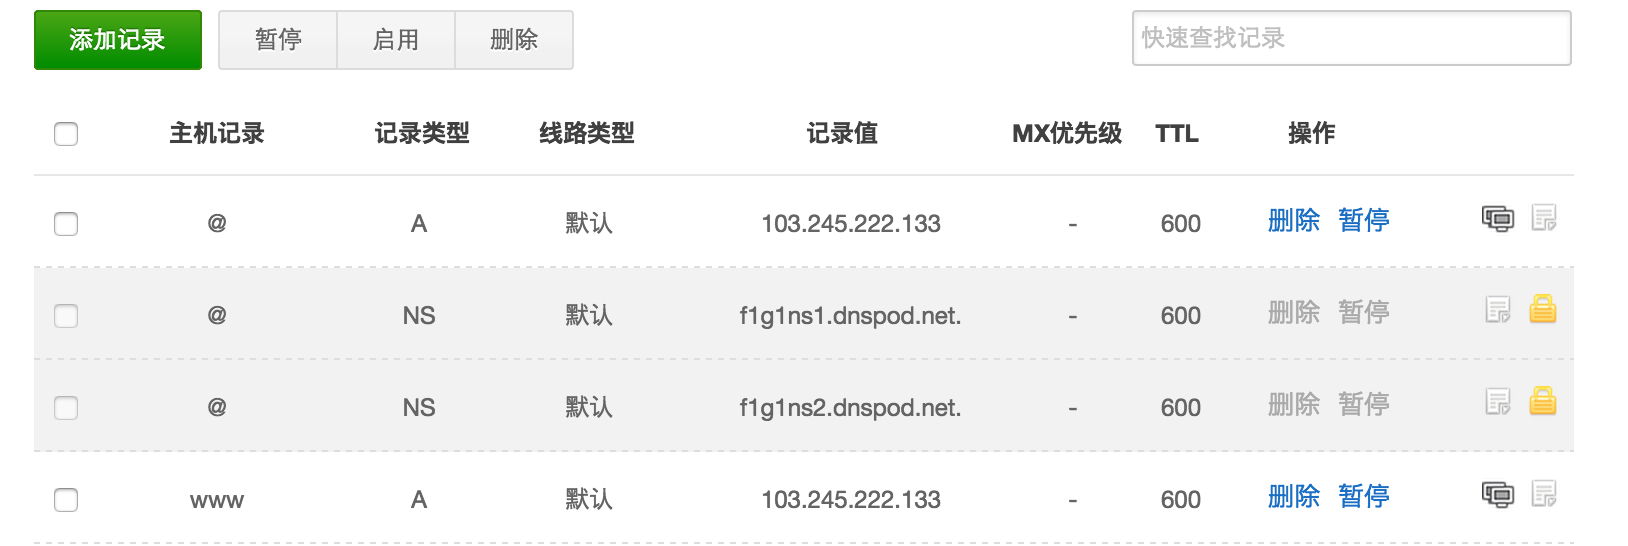 添加记录 暂停 启用 删除 快速查找记录
主机记录 记录类型 线路类型 记录值 MX优先级 TTL 操作
@ A 默认 103.245.222.133 - 600 删除 暂停
@ NS 默认 f1g1ns1.dnspod.net. - 600 删除 暂停
@ NS 默认 f1g1ns2.dnspod.net. - 600 删除 暂停
www A 默认 103.245.222.133 - 600 删除 暂停